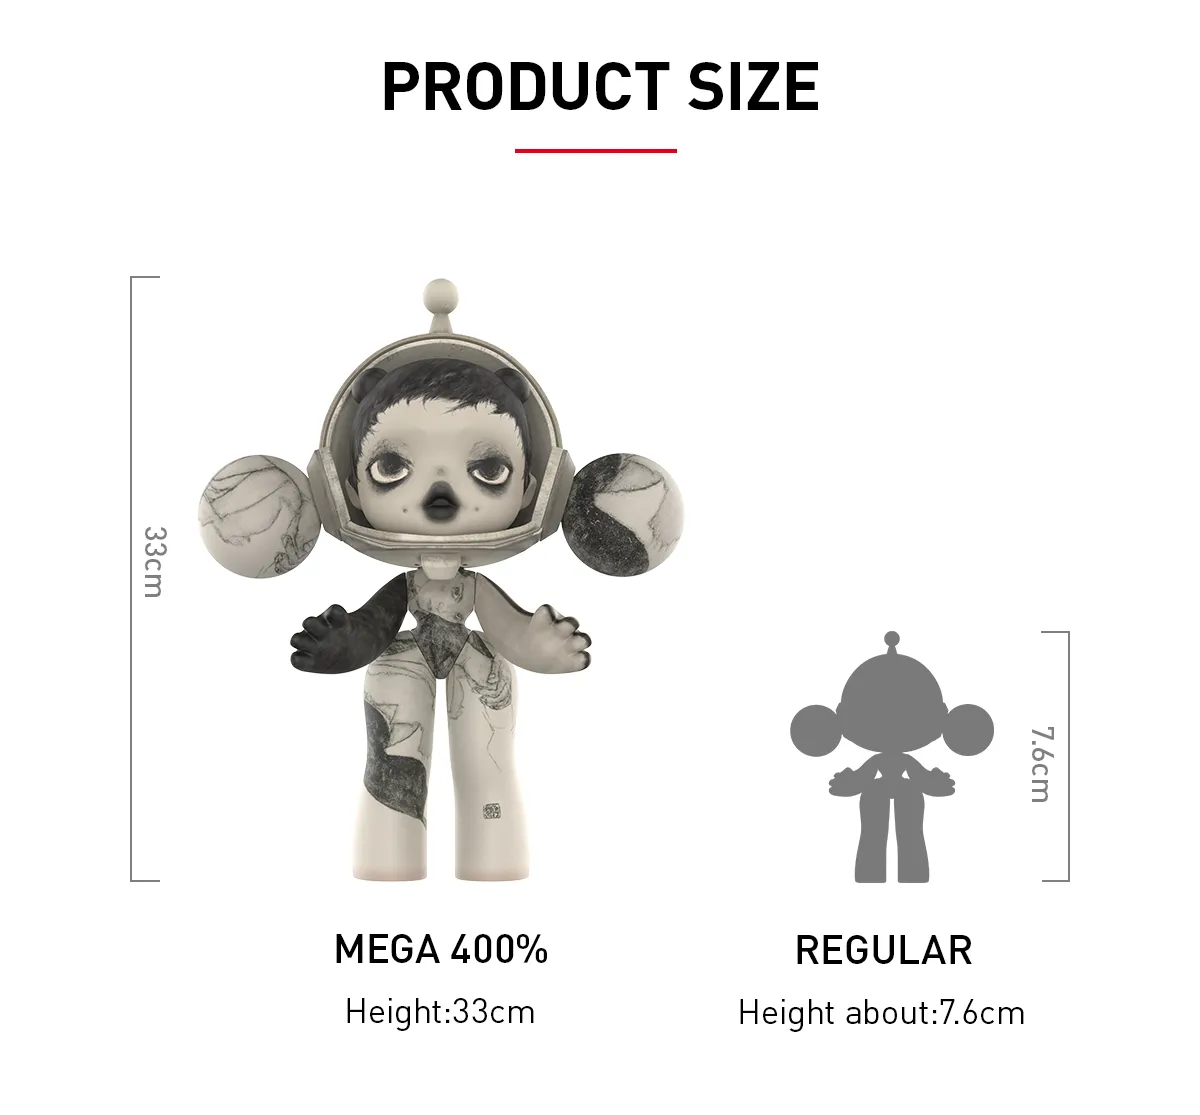 PRODUCT SIZE
33cm
7.6cm
MEGA 400%
Height:33cm
REGULAR
Height about:7.6cm